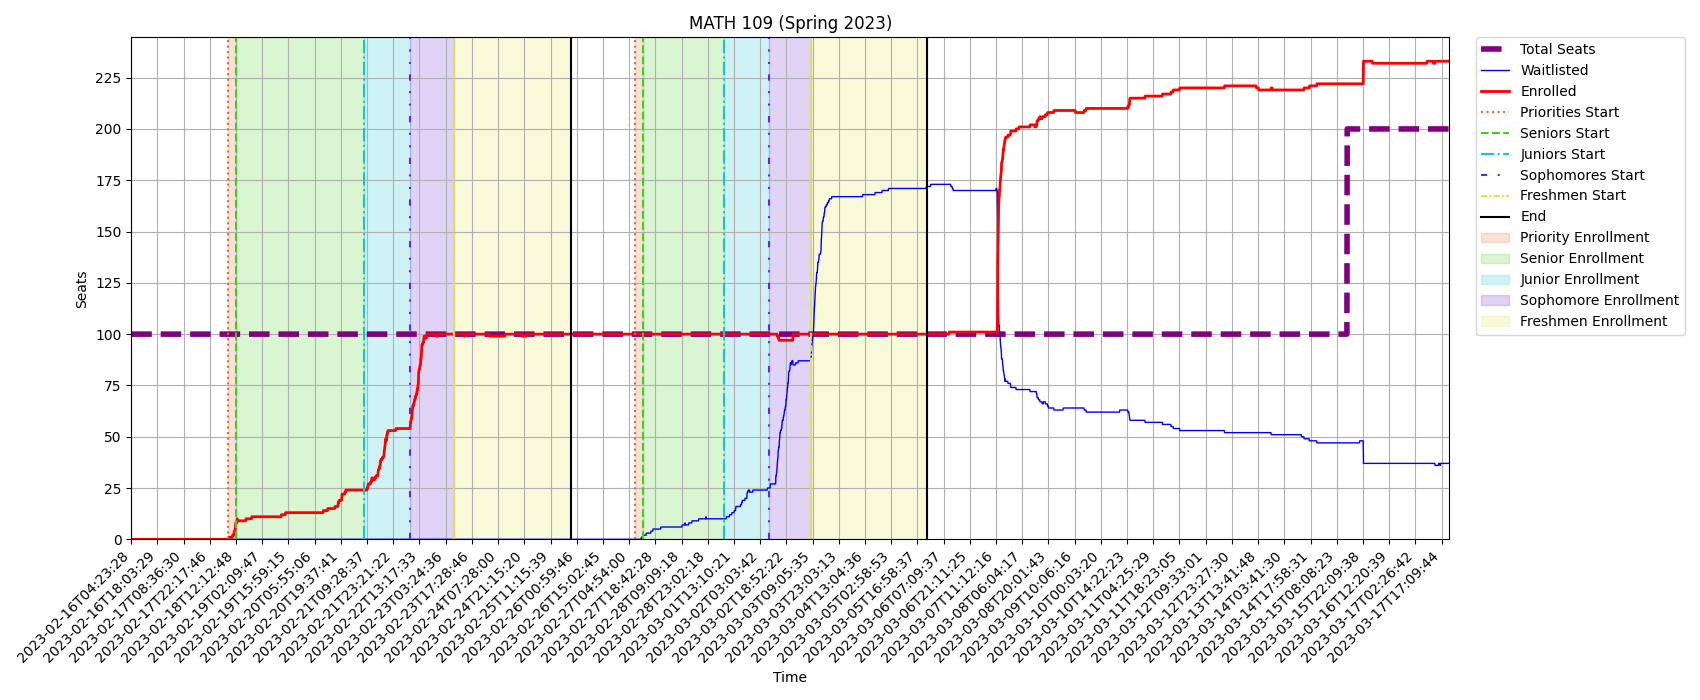 MATH 109 (Spring 2023)
Seats
225
200
175
150
125
100
75
50
25
0
2023-02-16T04:23:28
2023-02-16T18:03:29
2023-02-17T08:36:30
2023-02-17T22:17:46
2023-02-18T12:12:48
2023-02-19T02:09:47
2023-02-19T15:59:15
2023-02-20T05:55:06
2023-02-20T19:37:41
2023-02-21T09:28:37
2023-02-21T23:21:22
2023-02-22T13:17:33
2023-02-23T03:24:36
2023-02-23T17:28:46
2023-02-24T07:28:00
2023-02-24T21:15:20
2023-02-25T11:15:39
2023-02-26T00:59:46
2023-02-26T15:02:45
2023-02-27T04:54:00
2023-02-27T18:42:28
2023-02-28T09:09:18
2023-02-28T23:02:18
2023-03-01T13:10:21
2023-03-02T03:03:42
2023-03-02T18:52:22
2023-03-03T09:05:35
2023-03-03T23:03:13
2023-03-04T13:04:36
2023-03-05T02:58:53
2023-03-05T16:58:37
2023-03-06T07:09:37
2023-03-06T21:11:25
2023-03-07T11:12:16
2023-03-08T06:04:17
2023-03-08T20:01:43
2023-03-09T10:06:16
2023-03-10T00:03:20
2023-03-10T14:22:23
2023-03-11T04:25:29
2023-03-11T18:23:05
2023-03-12T09:33:01
2023-03-12T23:27:30
2023-03-13T13:41:48
2023-03-14T03:41:30
2023-03-14T17:58:31
2023-03-15T08:08:23
2023-03-15T22:09:38
2023-03-16T12:20:39
2023-03-17T02:26:42
2023-03-17T17:09:44
Time
Total Seats
Waitlisted
Enrolled
Priorities Start
Seniors Start
Juniors Start
Sophomores Start
Freshmen Start
End
Priority Enrollment
Senior Enrollment
Junior Enrollment
Sophomore Enrollment
Freshmen Enrollment